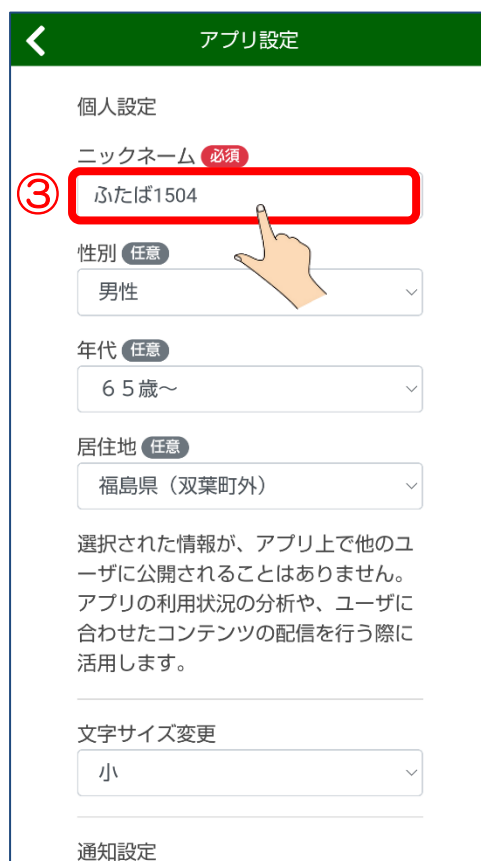 アプリ設定
個人設定
ニックネーム 必須
③ ふたば1504
性別 任意
男性
年代 任意
６５歳～
居住地 任意
福島県（双葉町外）
選択された情報が、アプリ上で他のユ
ーザに公開されることはありません。
アプリの利用状況の分析や、ユーザに
合わせたコンテンツの配信を行う際に
活用します。
文字サイズ変更
小
通知設定